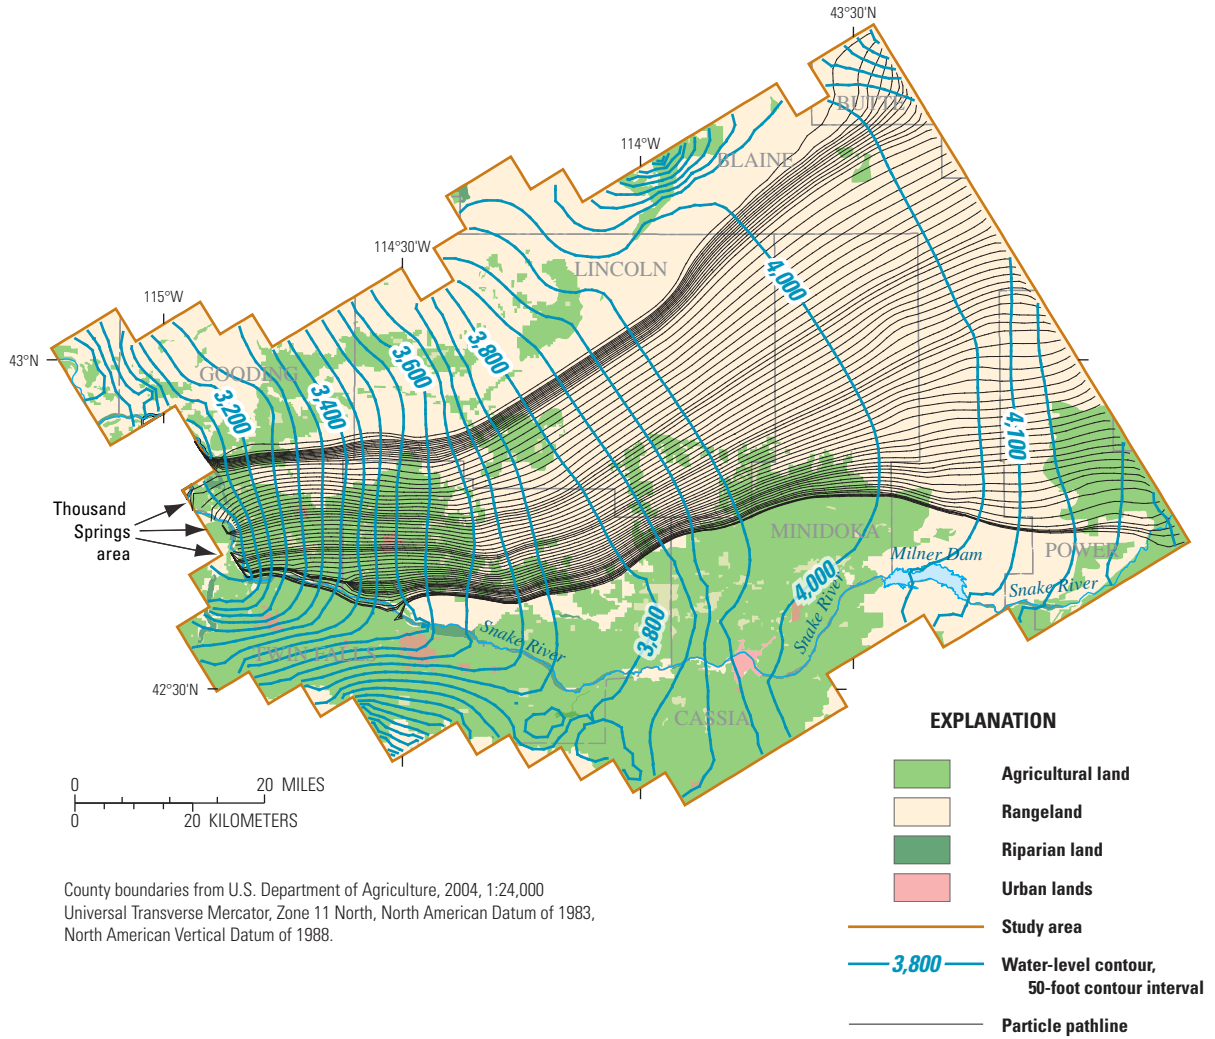 43°30'N
BUTTE
114°W
BLAINE
114°30'W
LINCOLN
4,000
115°W
43°N
GOODING
3,200
3,400
3,600
3,800
4,100
Thousand
Springs
area
MINIDOKA
Milner Dam
POWER
4,000
Snake River
Snake River
3,800
Snake River
TWIN FALLS
42°30'N
CASSIA
0 20 MILES
0 20 KILOMETERS
County boundaries from U.S. Department of Agriculture, 2004, 1:24,000
Universal Transverse Mercator, Zone 11 North, North American Datum of 1983,
North American Vertical Datum of 1988.
EXPLANATION
Agricultural land
Rangeland
Riparian land
Urban lands
Study area
3,800 Water-level contour,
50-foot contour interval
Particle pathline